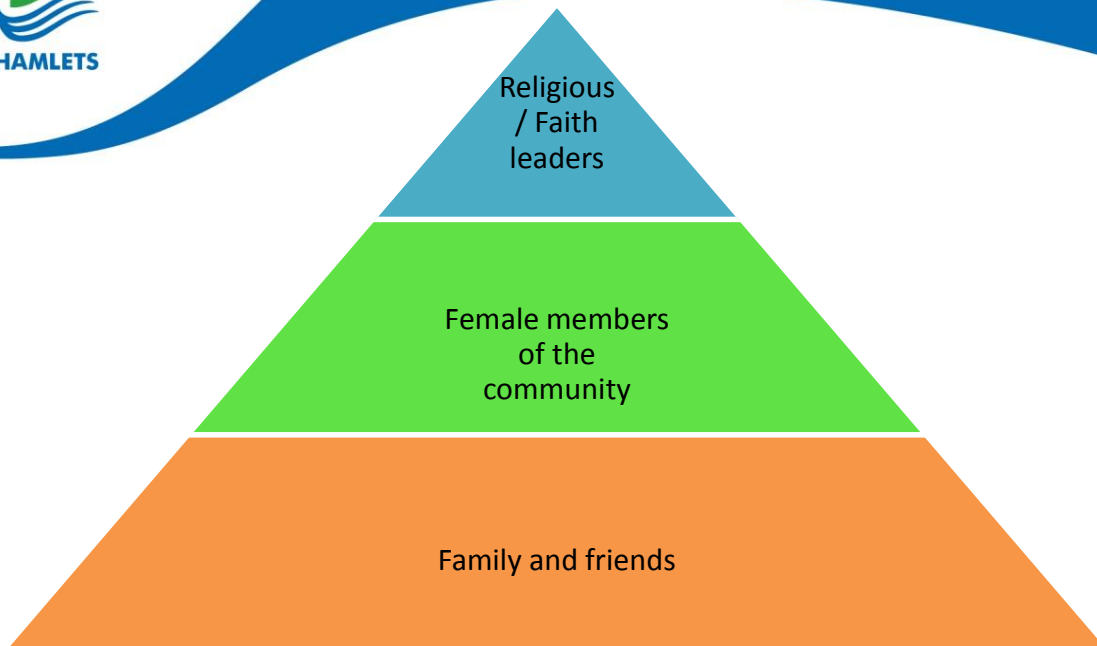 HAMLETS
Religious
/ Faith
leaders
Female members
of the
community
Family and friends